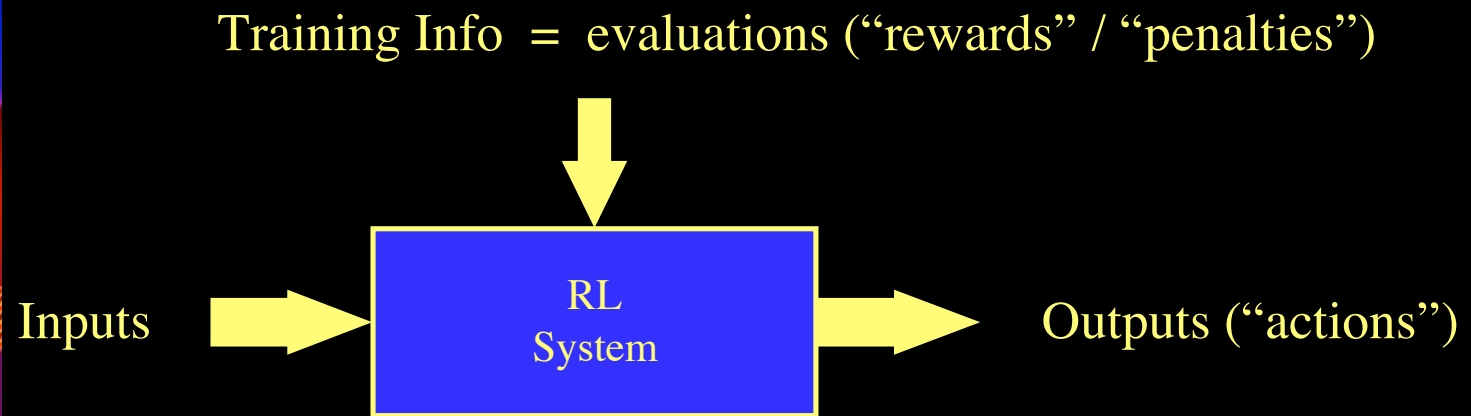 Training Info = evaluations (“rewards” / “penalties”)
Inputs
RL
System
Outputs (“actions”)